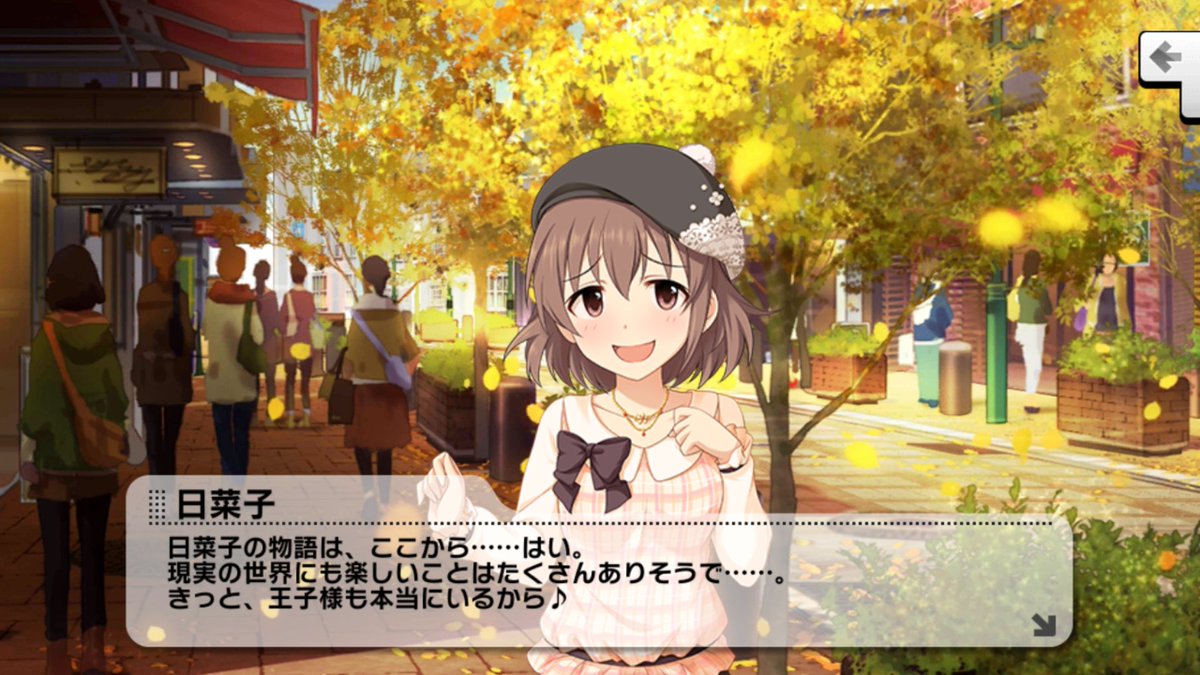 日菜子
日菜子の物語は、ここから……はい。
現実の世界にも楽しいことはたくさんありそうで……。
きっと、王子様も本当にいるから♪